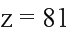 z = 81